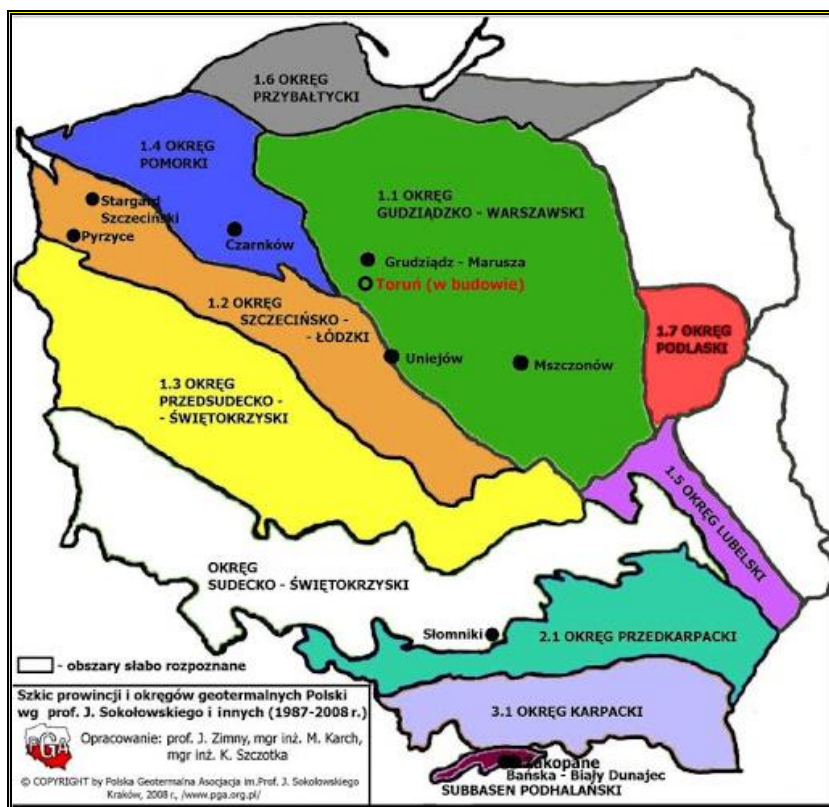 1.6 OKRĘG
PRZYBAŁTYCKI
1.4 OKRĘG
POMORKI
1.1 OKRĘG
GUDZIĄDZKO - WARSZAWSKI
Stargard
Szczeciński
Pyrzyce
Czarnków
Grudziądz - Marusza
Toruń (w budowie)
1.2 OKRĘG
SZCZECIŃSKO -
- ŁÓDZKI
1.7 OKRĘG
PODLASKI
Uniejów
Mszczonów
1.3 OKRĘG
PRZEDSUDECKO -
- ŚWIĘTOKRZYSKI
1.5 OKRĘG LUBELSKI
OKRĘG
SUDECKO - ŚWIĘTOKRZYSKI
Słomniki
2.1 OKRĘG PRZEDKARPACKI
- obszary słabo rozpoznane
3.1 OKRĘG KARPACKI
Szkic prowincji i okręgów geotermalnych Polski
wg prof. J. Sokołowskiego i innych (1987-2008 r.)
PGA
Opracowanie: prof. J. Zimny, mgr inż. M. Karch,
mgr inż. K. Szczotka
© COPYRIGHT by Polska Geotermalna Asocjacja im.Prof. J. Sokołowskiego
Kraków, 2008 r., /www.pga.org.pl/
Zakopane
Bańska - Biały Dunajec
SUBBASEN PODHALAŃSKI